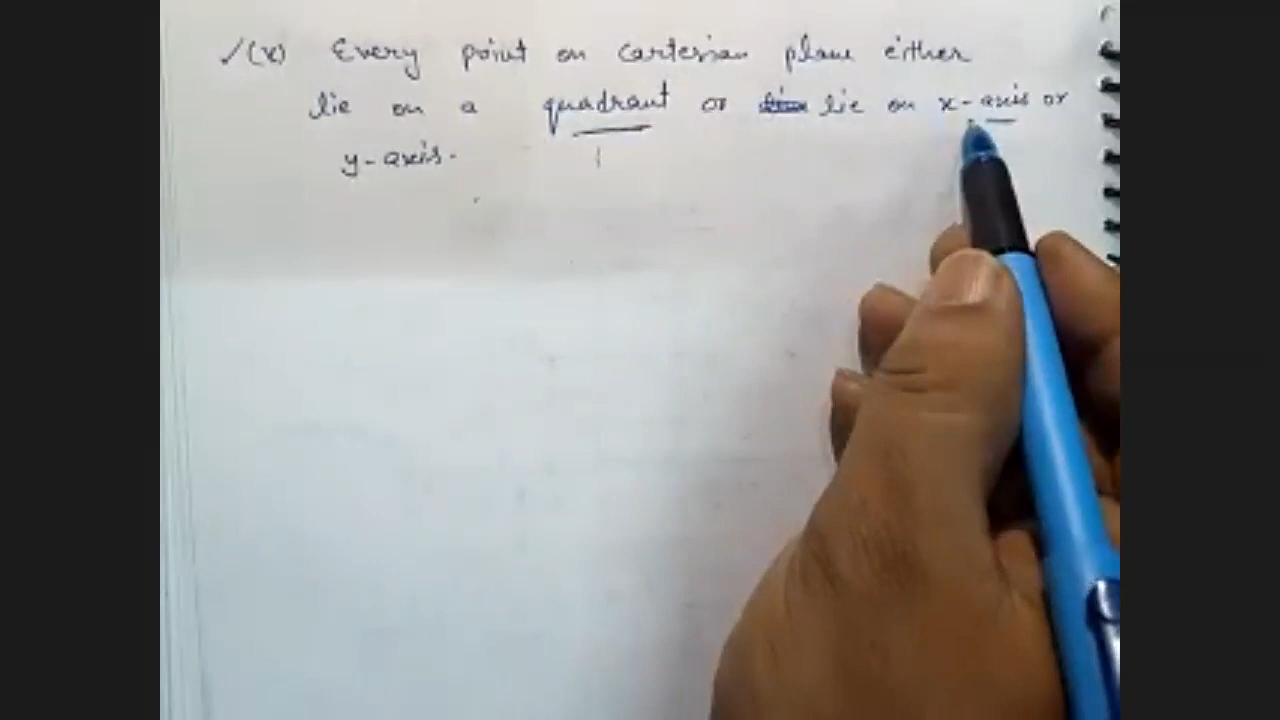 ✓(x) Every point on cartesian plane either
lie on a quadrant or lie on x-axis or
y-axis.